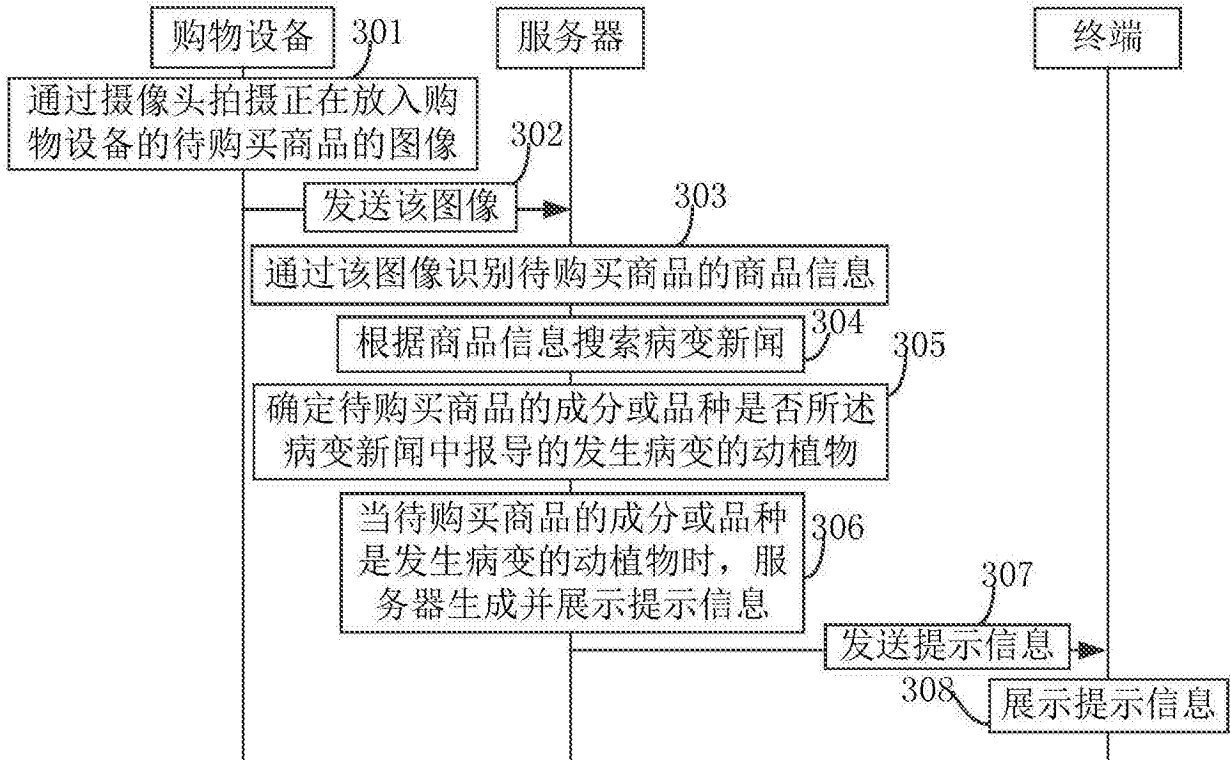 购物设备
301
服务器
终端
通过摄像头拍摄正在放入购
物设备的待购买商品的图像
302
发送该图像
303
通过该图像识别待购买商品的商品信息
304
根据商品信息搜索病变新闻
305
确定待购买商品的成分或品种是否所述
病变新闻中报导的发生病变的动植物
当待购买商品的成分或品种
是发生病变的动植物时，服
务器生成并展示提示信息
306
307
发送提示信息
308
展示提示信息